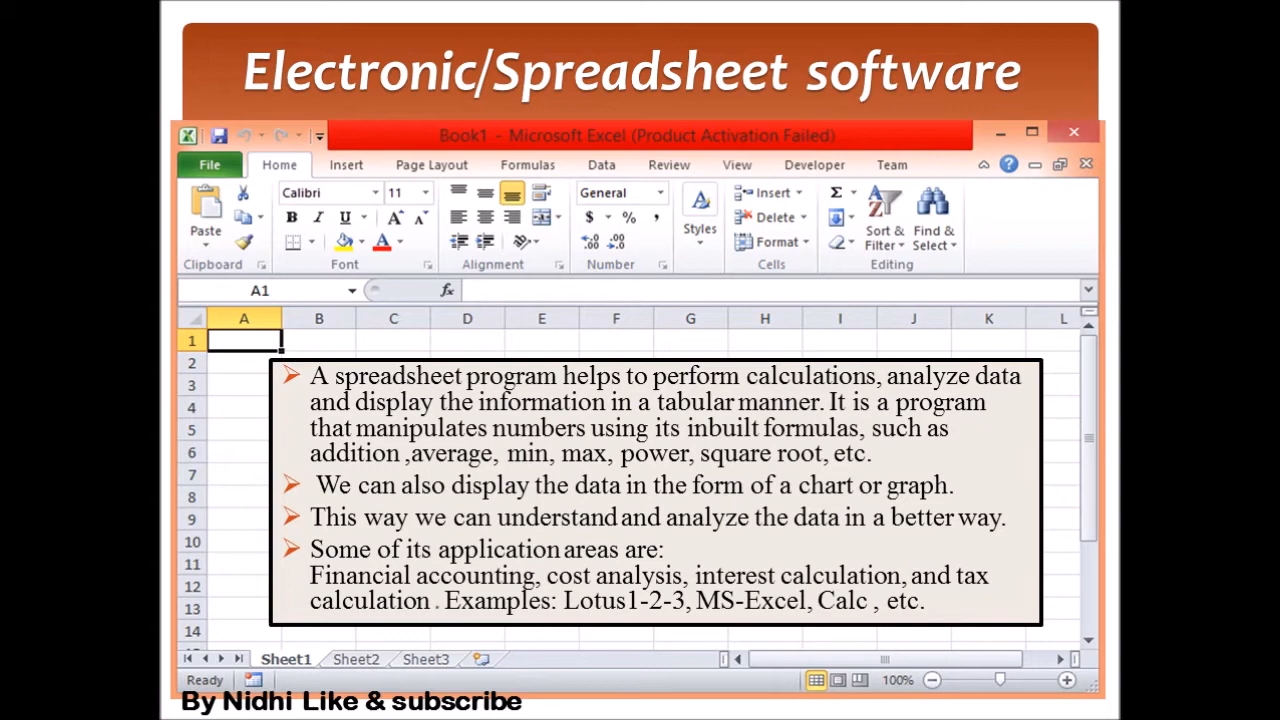 Electronic/Spreadsheet software
Book1 - Microsoft Excel (Product Activation Failed)
File Home Insert Page Layout Formulas Data Review View Developer Team
Calibri 11 General Insert
Paste B I U A A $ % , Styles Delete Sort & Filter Find & Select
A Format
Clipboard Font Alignment Number Cells Editing
A1 fx
A B C D E F G H I J K L
1
2
3
4
5
6
7
8
9
10
11
12
13
14
A spreadsheet program helps to perform calculations, analyze data
and display the information in a tabular manner. It is a program
that manipulates numbers using its inbuilt formulas, such as
addition ,average, min, max, power, square root, etc.
We can also display the data in the form of a chart or graph.
This way we can understand and analyze the data in a better way.
Some of its application areas are:
Financial accounting, cost analysis, interest calculation, and tax
calculation . Examples: Lotus1-2-3, MS-Excel, Calc , etc.
Sheet1 Sheet2 Sheet3
Ready 100%
By Nidhi Like & subscribe